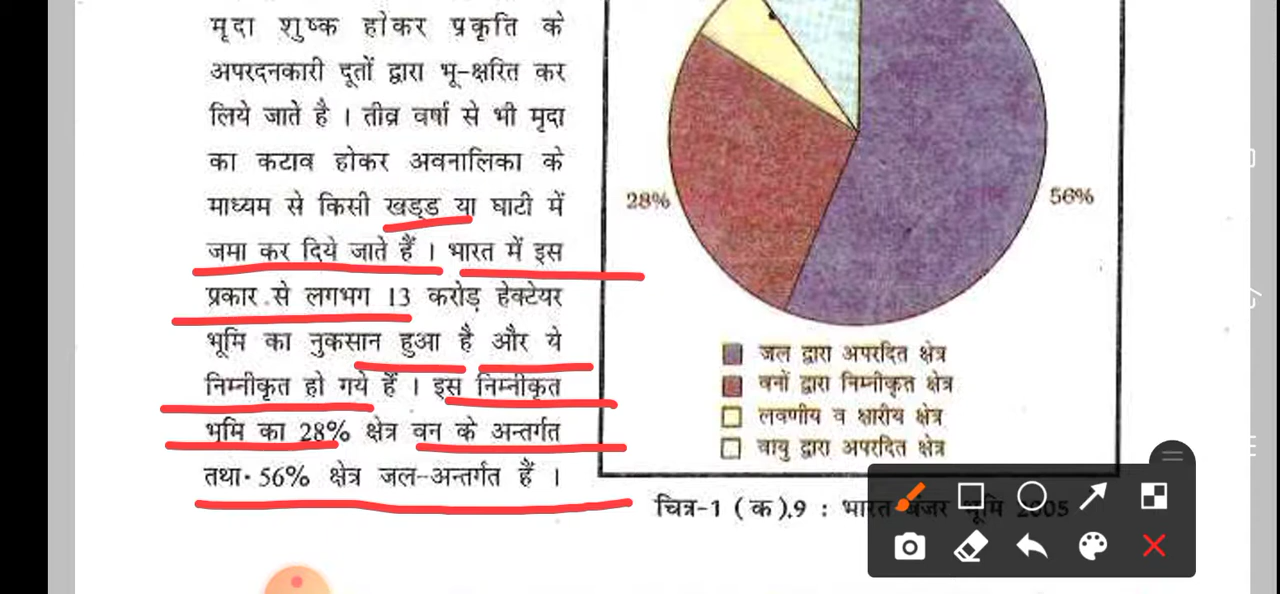 मृदा शुष्क होकर प्रकृति के
अपरदनकारी दूतों द्वारा भू-क्षरित कर
लिये जाते है । तीव्र वर्षा से भी मृदा
का कटाव होकर अवनालिका के
माध्यम से किसी खड्ड या घाटी में
जमा कर दिये जाते हैं । भारत में इस
प्रकार से लगभग 13 करोड़ हेक्टेयर
भूमि का नुकसान हुआ है और ये
निम्नीकृत हो गये हैं । इस निम्नीकृत
भूमि का 28% क्षेत्र वन के अन्तर्गत
तथा 56% क्षेत्र जल-अन्तर्गत हैं ।
28%
56%
जल द्वारा अपरदित क्षेत्र
वनों द्वारा निम्नीकृत क्षेत्र
लवणीय व क्षारीय क्षेत्र
वायु द्वारा अपरदित क्षेत्र
चित्र-1 (क).9 : भारत बंजर भूमि 2005